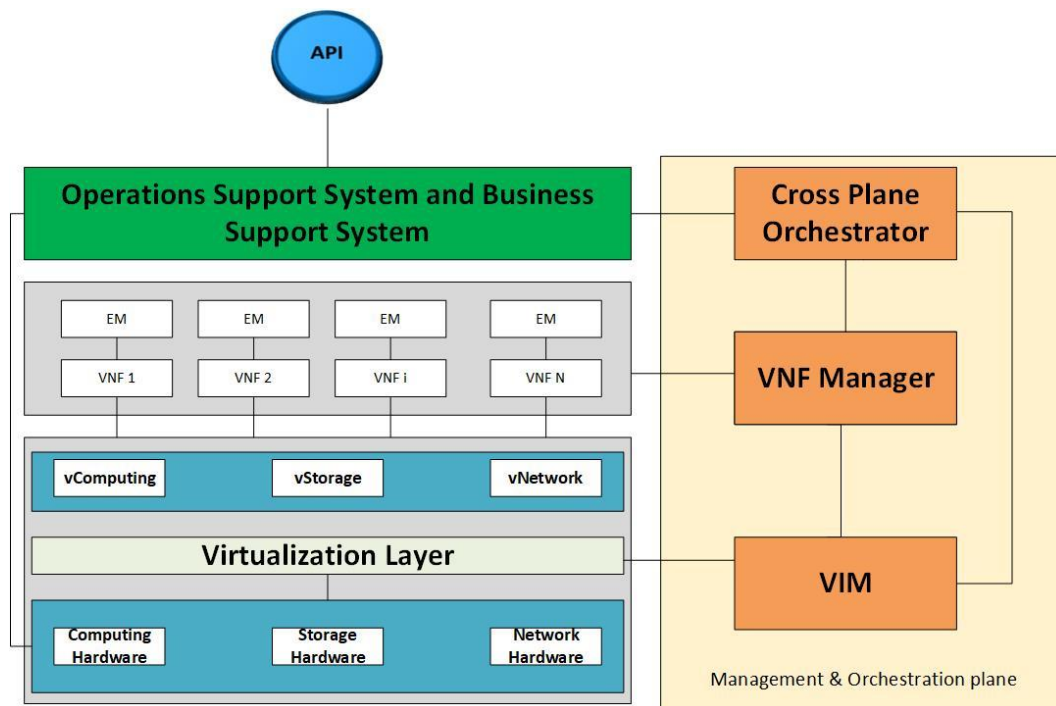 API
Operations Support System and Business
Support System
Cross Plane
Orchestrator
EM
EM
EM
EM
VNF 1
VNF 2
VNF i
VNF N
VNF Manager
vComputing
vStorage
vNetwork
Virtualization Layer
VIM
Computing
Hardware
Storage
Hardware
Network
Hardware
Management & Orchestration plane